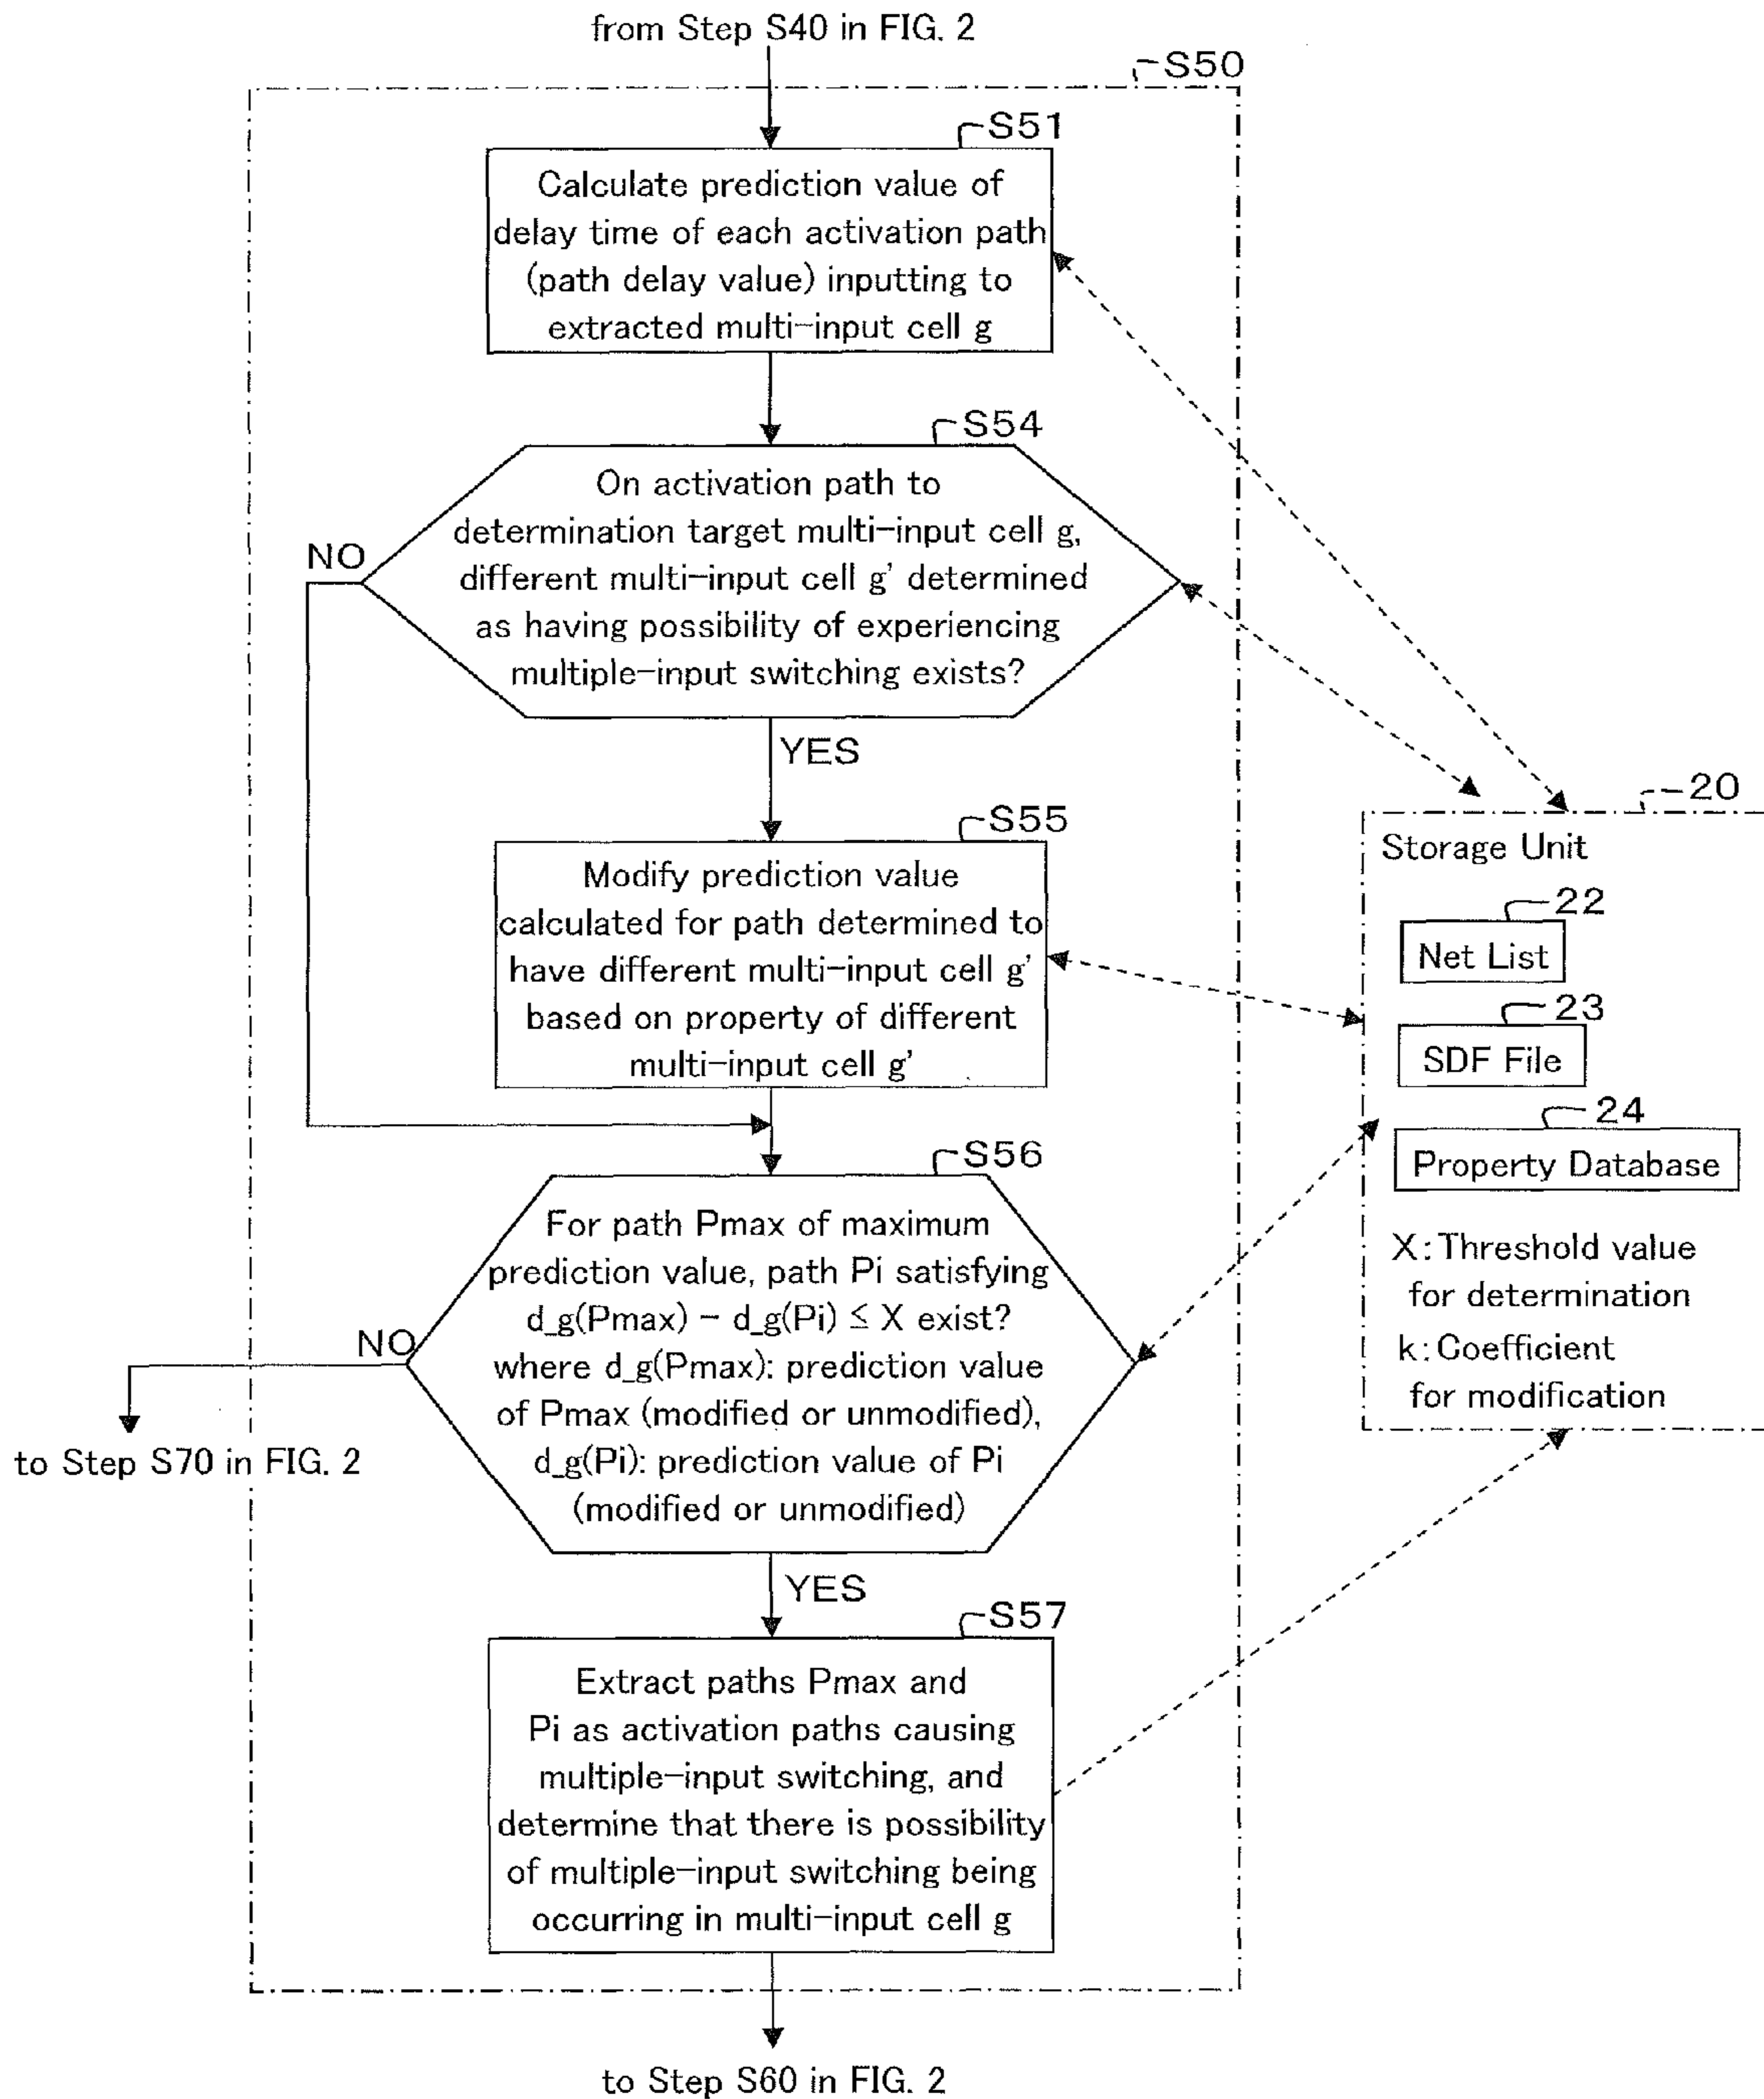 from Step S40 in FIG. 2
S50
S51
Calculate prediction value of
delay time of each activation path
(path delay value) inputting to
extracted multi-input cell g
S54
On activation path to
determination target multi-input cell g,
different multi-input cell g' determined
as having possibility of experiencing
multiple-input switching exists?
NO
YES
S55
Modify prediction value
calculated for path determined to
have different multi-input cell g'
based on property of different
multi-input cell g'
S56
For path Pmax of maximum
prediction value, path Pi satisfying
d_g(Pmax) − d_g(Pi) ≤ X exist?
where d_g(Pmax): prediction value
of Pmax (modified or unmodified),
d_g(Pi): prediction value of Pi
(modified or unmodified)
NO
to Step S70 in FIG. 2
YES
S57
Extract paths Pmax and
Pi as activation paths causing
multiple-input switching, and
determine that there is possibility
of multiple-input switching being
occurring in multi-input cell g
to Step S60 in FIG. 2
20
Storage Unit
22
Net List
23
SDF File
24
Property Database
X: Threshold value
for determination
k: Coefficient
for modification